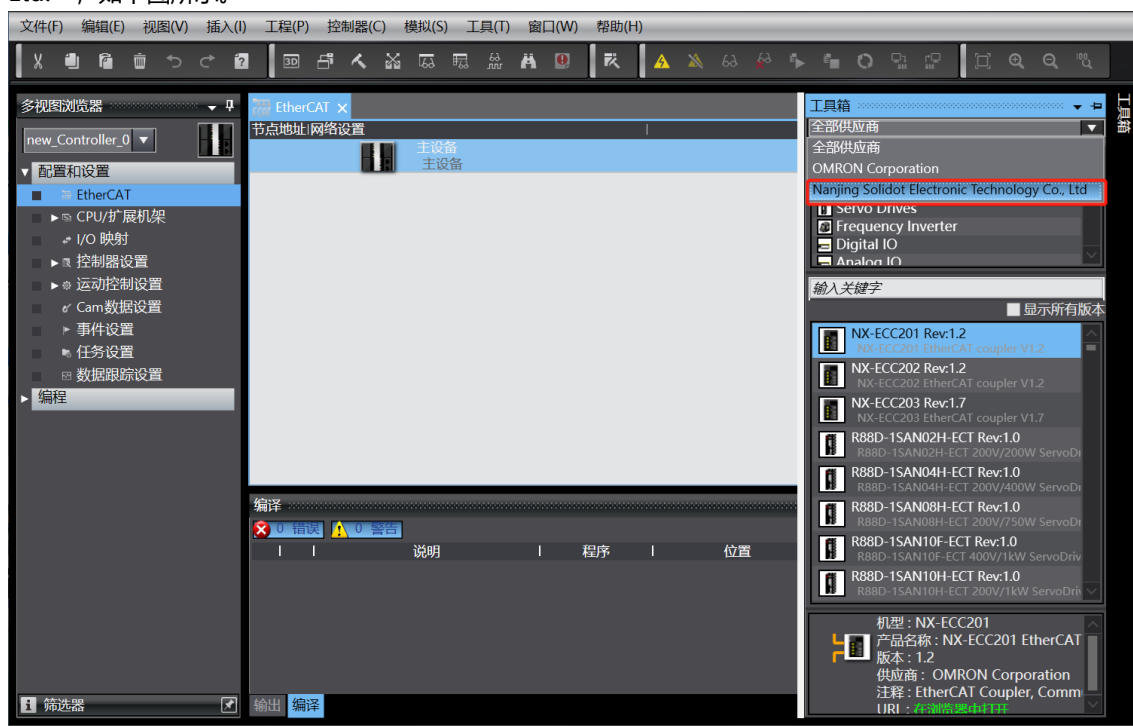 文件(F) 编辑(E) 视图(V) 插入(I) 工程(P) 控制器(C) 模拟(S) 工具(T) 窗口(W) 帮助(H)
多视图浏览器
new_Controller_0
配置和设置
EtherCAT
CPU/扩展机架
I/O 映射
控制器设置
运动控制设置
Cam数据设置
事件设置
任务设置
数据跟踪设置
编程
筛选器
EtherCAT
节点地址 网络设置
主设备
主设备
编译
0 错误 0 警告
说明 程序 位置
输出 编译
工具箱
全部供应商
全部供应商
OMRON Corporation
Nanjing Solidot Electronic Technology Co., Ltd
Servo Drives
Frequency Inverter
Digital IO
Analog IO
输入关键字
显示所有版本
NX-ECC201 Rev:1.2
NX-ECC201 EtherCAT coupler V1.2
NX-ECC202 Rev:1.2
NX-ECC202 EtherCAT coupler V1.2
NX-ECC203 Rev:1.7
NX-ECC203 EtherCAT coupler V1.7
R88D-1SAN02H-ECT Rev:1.0
R88D-1SAN02H-ECT 200V/200W ServoDr
R88D-1SAN04H-ECT Rev:1.0
R88D-1SAN04H-ECT 200V/400W ServoDr
R88D-1SAN08H-ECT Rev:1.0
R88D-1SAN08H-ECT 200V/750W ServoDr
R88D-1SAN10F-ECT Rev:1.0
R88D-1SAN10F-ECT 400V/1kW ServoDriv
R88D-1SAN10H-ECT Rev:1.0
R88D-1SAN10H-ECT 200V/1kW ServoDriv
机型 : NX-ECC201
产品名称 : NX-ECC201 EtherCAT
版本 : 1.2
供应商 : OMRON Corporation
注释 : EtherCAT Coupler, Comm
URL : 在浏览器中打开
工具箱